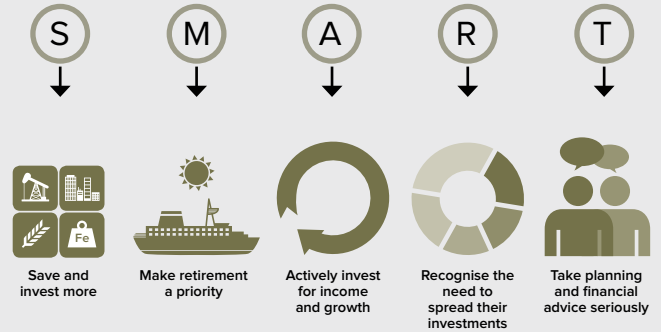 S M A R T
Fe
Save and
invest more
Make retirement
a priority
Actively invest
for income
and growth
Recognise the
need to
spread their
investments
Take planning
and financial
advice seriously